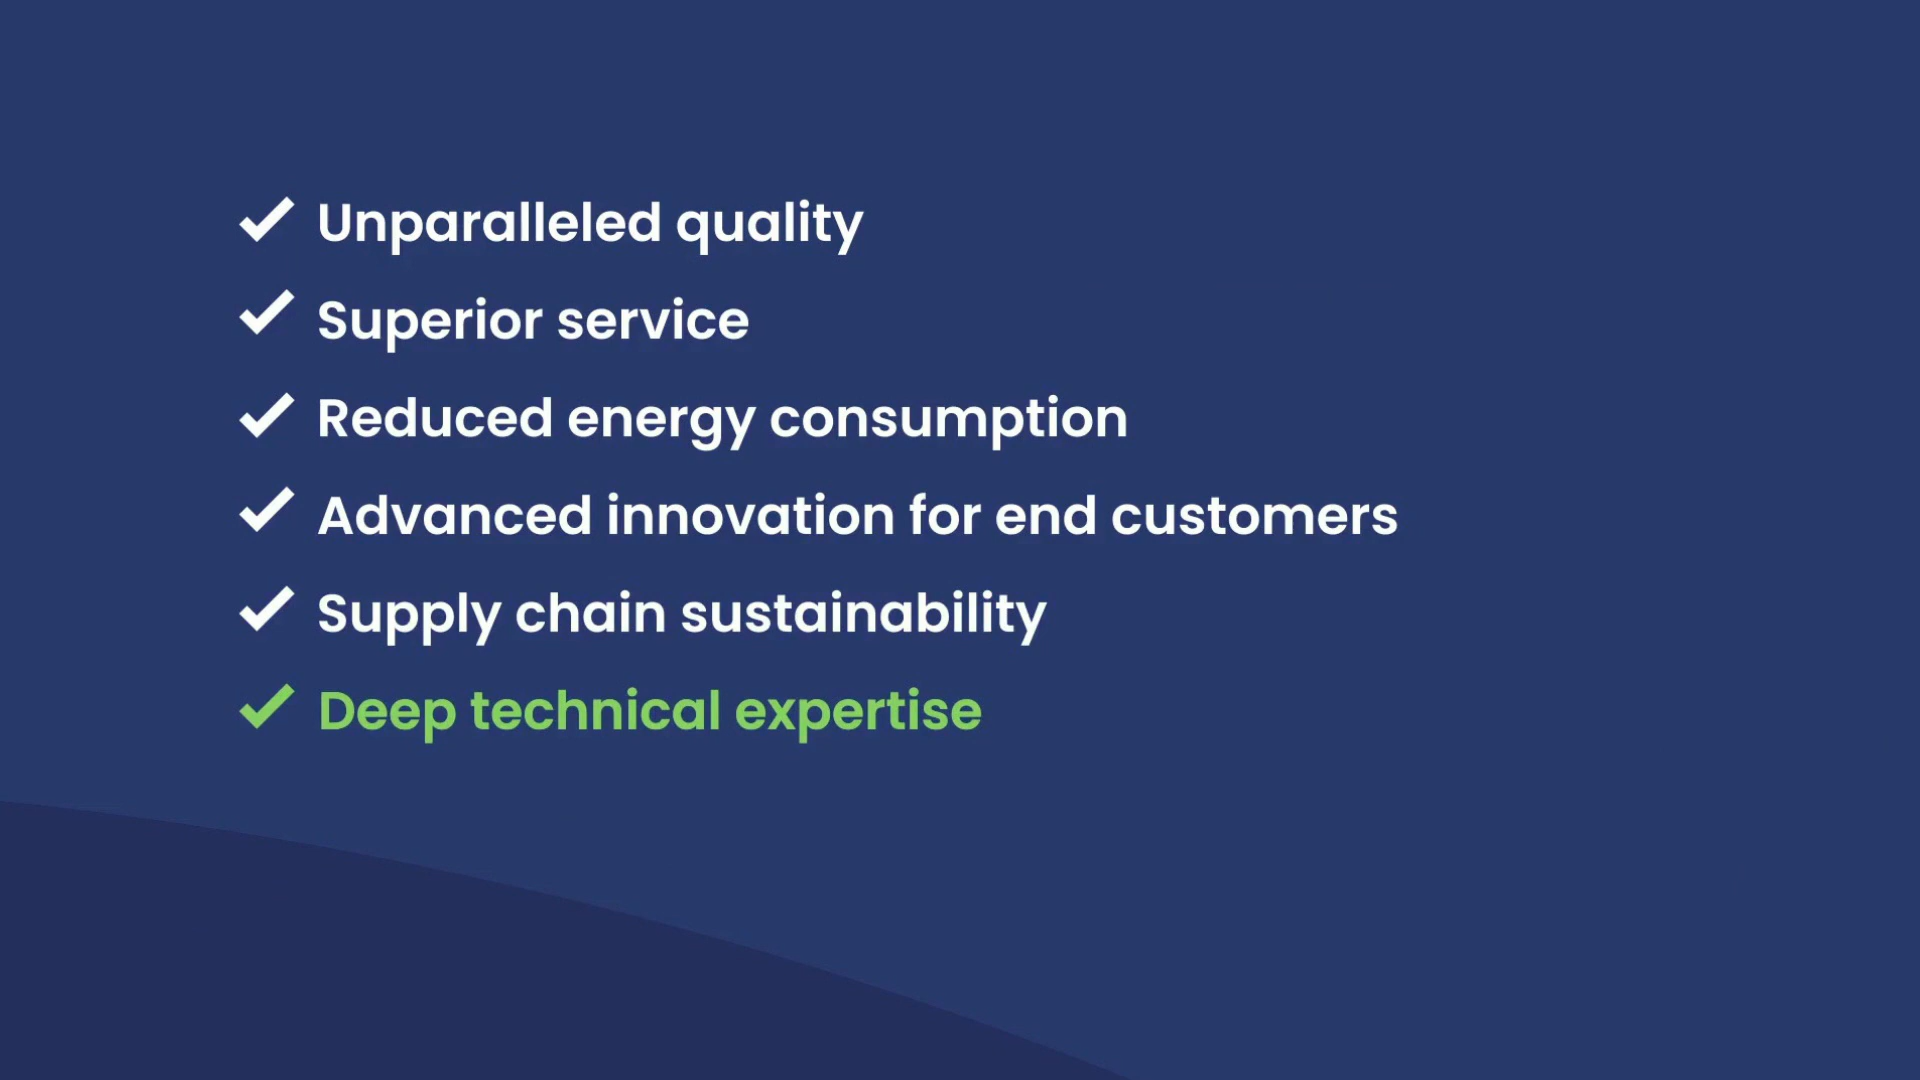 Unparalleled quality
Superior service
Reduced energy consumption
Advanced innovation for end customers
Supply chain sustainability
Deep technical expertise